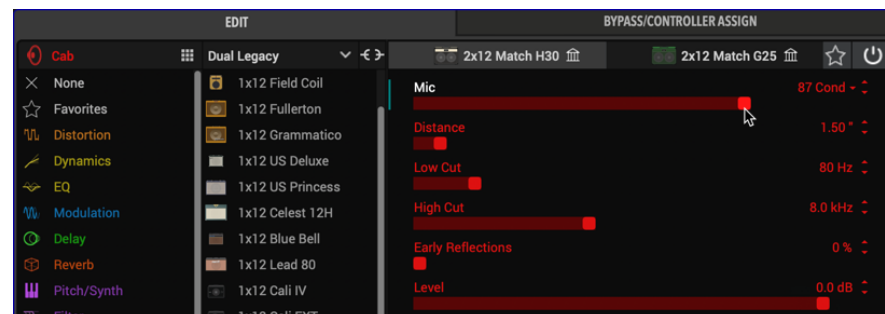 EDIT
BYPASS/CONTROLLER ASSIGN
Cab
Dual Legacy
2x12 Match H30
2x12 Match G25
None
Favorites
Distortion
Dynamics
EQ
Modulation
Delay
Reverb
Pitch/Synth
1x12 Field Coil
1x12 Fullerton
1x12 Grammatico
1x12 US Deluxe
1x12 US Princess
1x12 Celest 12H
1x12 Blue Bell
1x12 Lead 80
1x12 Cali IV
1x12 Cali EXT
Mic
87 Cond
Distance
1.50 "
Low Cut
80 Hz
High Cut
8.0 kHz
Early Reflections
0 %
Level
0.0 dB